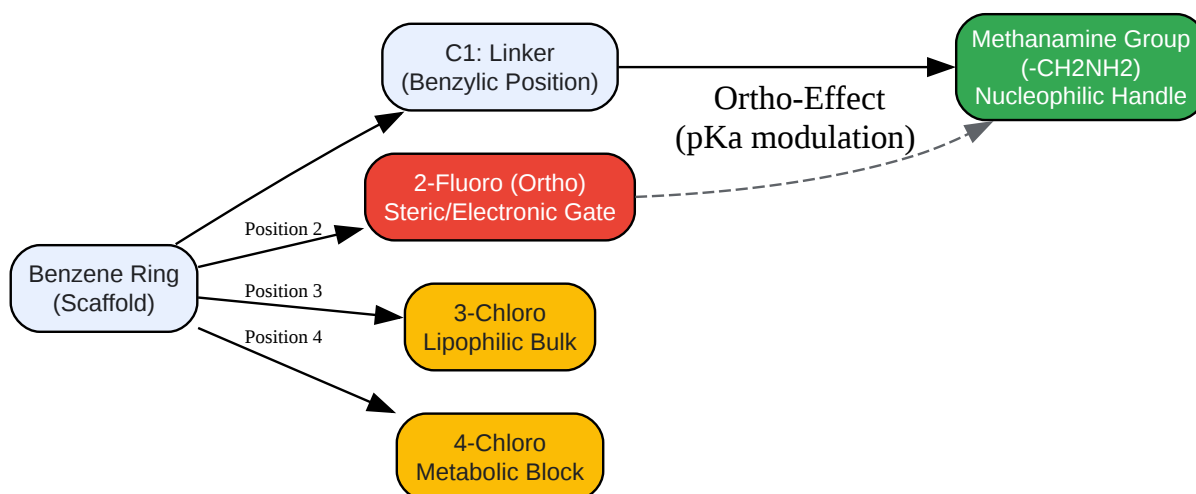 C1: Linker
(Benzylic Position)
Methanamine Group
(-CH2NH2)
Nucleophilic Handle
Ortho-Effect
(pKa modulation)
2-Fluoro (Ortho)
Steric/Electronic Gate
Position 2
Benzene Ring
(Scaffold)
Position 3
3-Chloro
Lipophilic Bulk
Position 4
4-Chloro
Metabolic Block